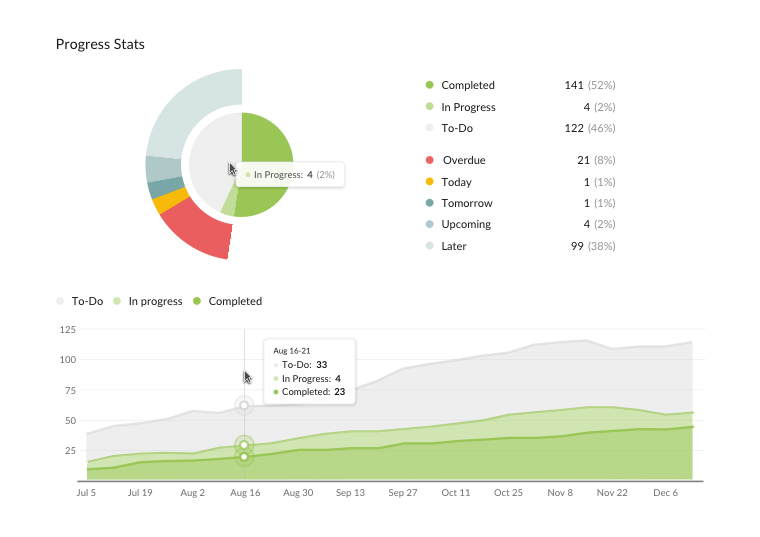 Progress Stats
Completed 141 (52%)
In Progress 4 (2%)
To-Do 122 (46%)
Overdue 21 (8%)
Today 1 (1%)
Tomorrow 1 (1%)
Upcoming 4 (2%)
Later 99 (38%)
In Progress: 4 (2%)
To-Do In progress Completed
125
100
75
50
25
Aug 16-21
To-Do: 33
In Progress: 4
Completed: 23
Jul 5 Jul 19 Aug 2 Aug 16 Aug 30 Sep 13 Sep 27 Oct 11 Oct 25 Nov 8 Nov 22 Dec 6